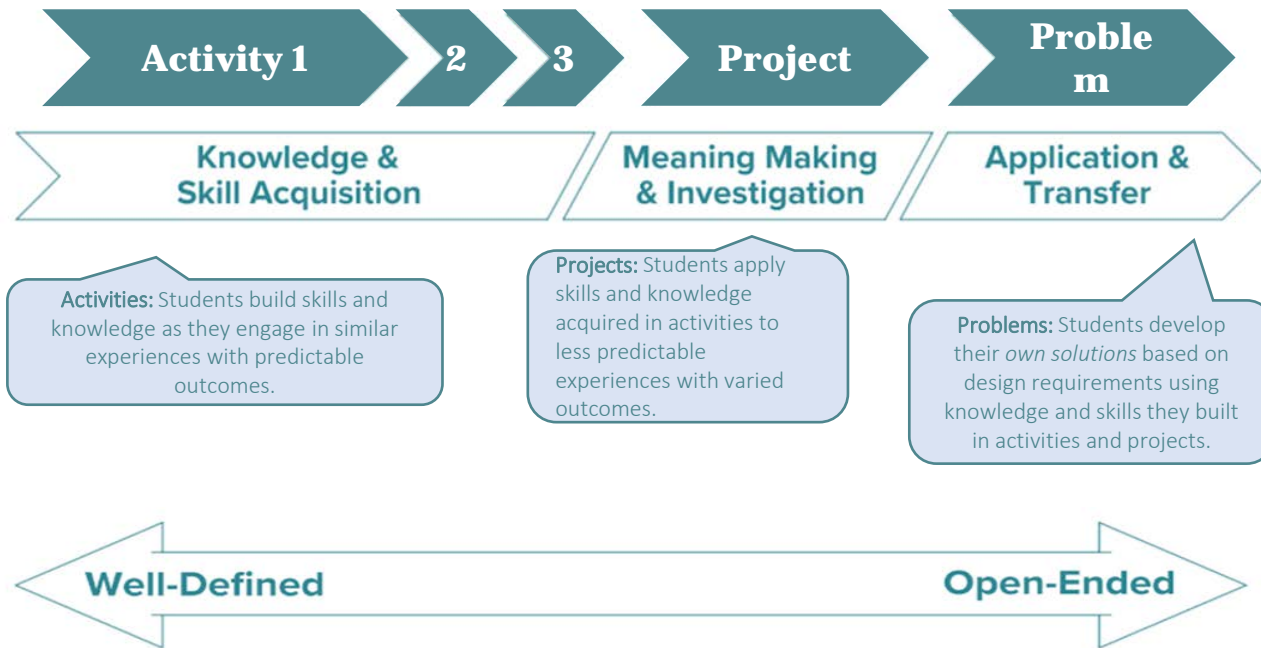 Activity 1
2
3
Project
Proble
m
Knowledge &
Skill Acquisition
Meaning Making
& Investigation
Application &
Transfer
Activities: Students build skills and
knowledge as they engage in similar
experiences with predictable
outcomes.
Projects: Students apply
skills and knowledge
acquired in activities to
less predictable
experiences with varied
outcomes.
Problems: Students develop
their own solutions based on
design requirements using
knowledge and skills they built
in activities and projects.
Well-Defined
Open-Ended